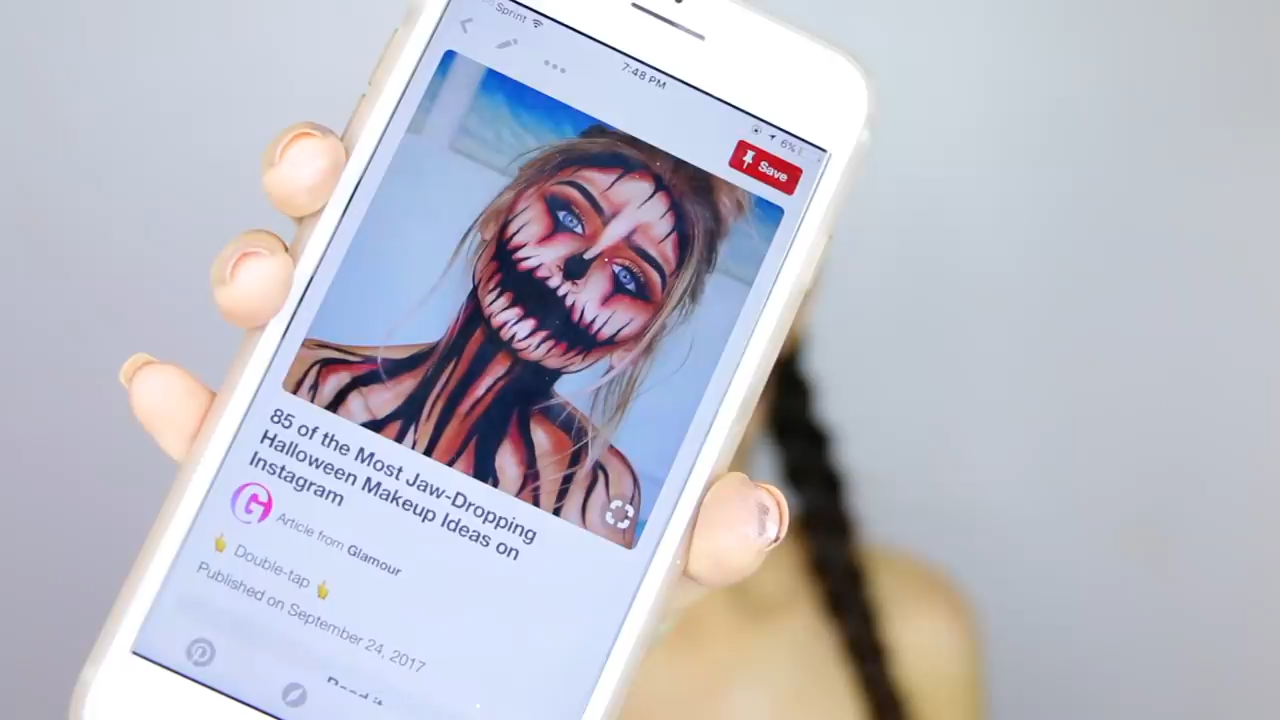 Sprint
7:48 PM
6%
Save
85 of the Most Jaw-Dropping
Halloween Makeup Ideas on
Instagram
G
Article from Glamour
Double-tap
Published on September 24, 2017